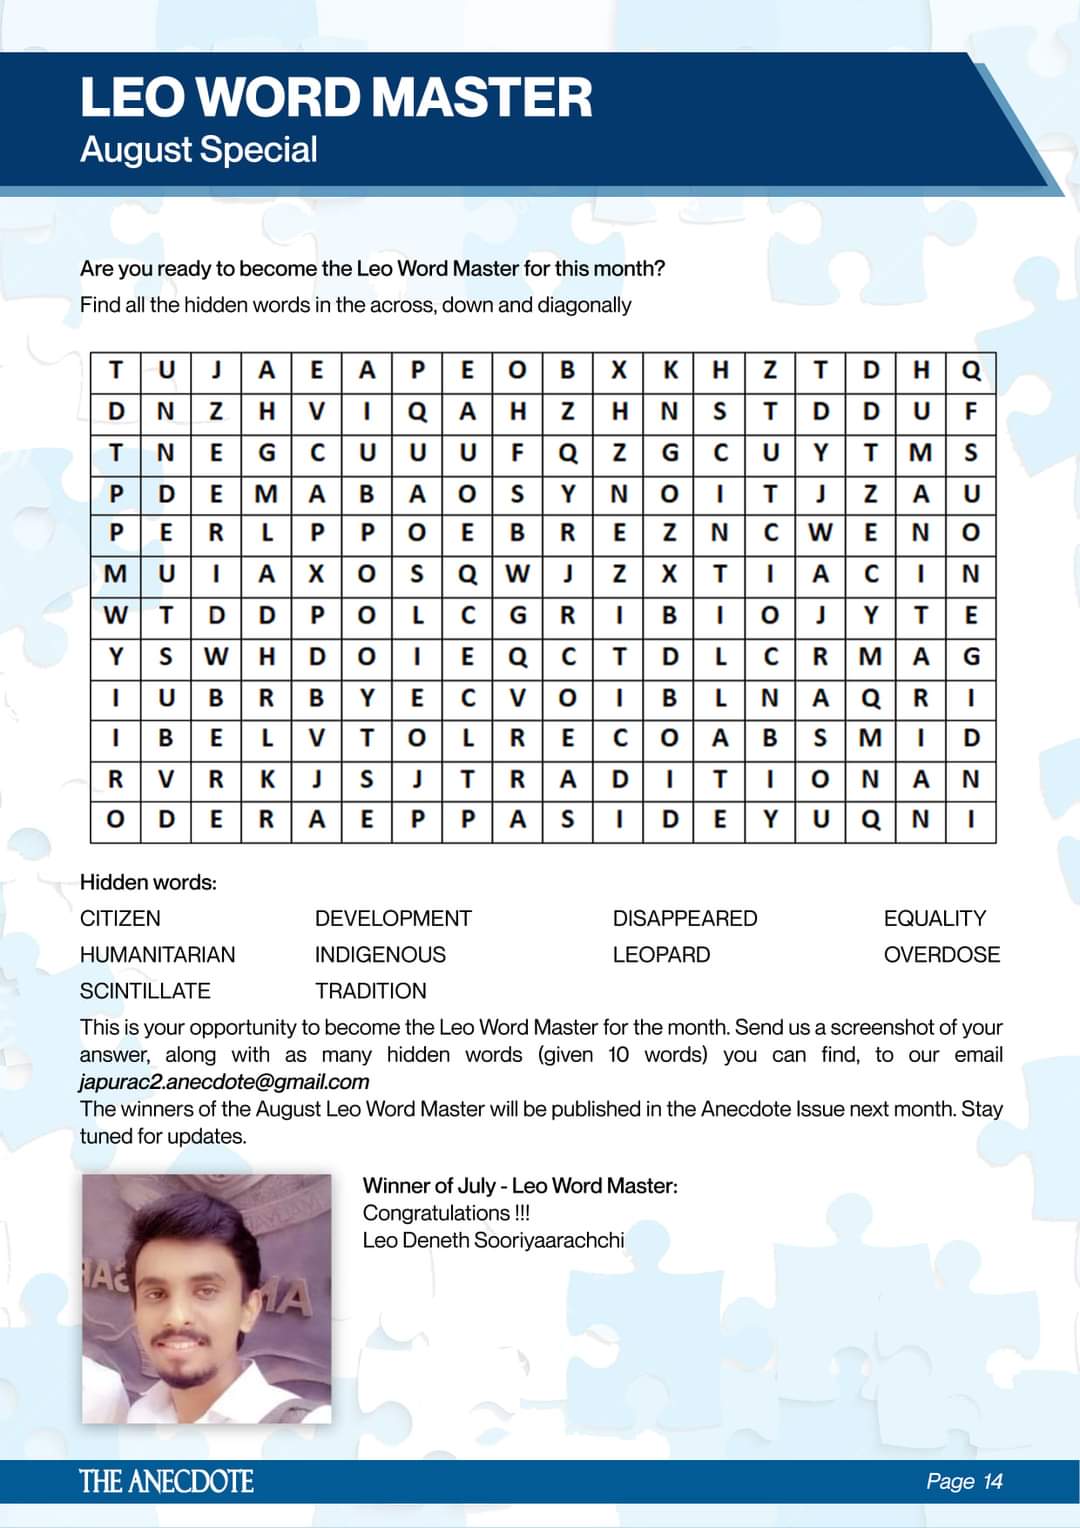 LEO WORD MASTER
August Special
Are you ready to become the Leo Word Master for this month?
Find all the hidden words in the across, down and diagonally
T U J A E A P E O B X K H Z T D H Q
D N Z H V I Q A H Z H N S T D D U F
T N E G C U U U F Q Z G C U Y T M S
P D E M A B A O S Y N O I T J Z A U
P E R L P P O E B R E Z N C W E N O
M U I A X O S Q W J Z X T I A C I N
W T D D P O L C G R I B I O J Y T E
Y S W H D O I E Q C T D L C R M A G
I U B R B Y E C V O I B L N A Q R I
I B E L V T O L R E C O A B S M I D
R V R K J S J T R A D I T I O N A N
O D E R A E P P A S I D E Y U Q N I
Hidden words:
CITIZEN DEVELOPMENT DISAPPEARED EQUALITY
HUMANITARIAN INDIGENOUS LEOPARD OVERDOSE
SCINTILLATE TRADITION
This is your opportunity to become the Leo Word Master for the month. Send us a screenshot of your
answer, along with as many hidden words (given 10 words) you can find, to our email
japurac2.anecdote@gmail.com
The winners of the August Leo Word Master will be published in the Anecdote Issue next month. Stay
tuned for updates.
Winner of July - Leo Word Master:
Congratulations !!!
Leo Deneth Sooriyaarachchi
THE ANECDOTE
Page 14